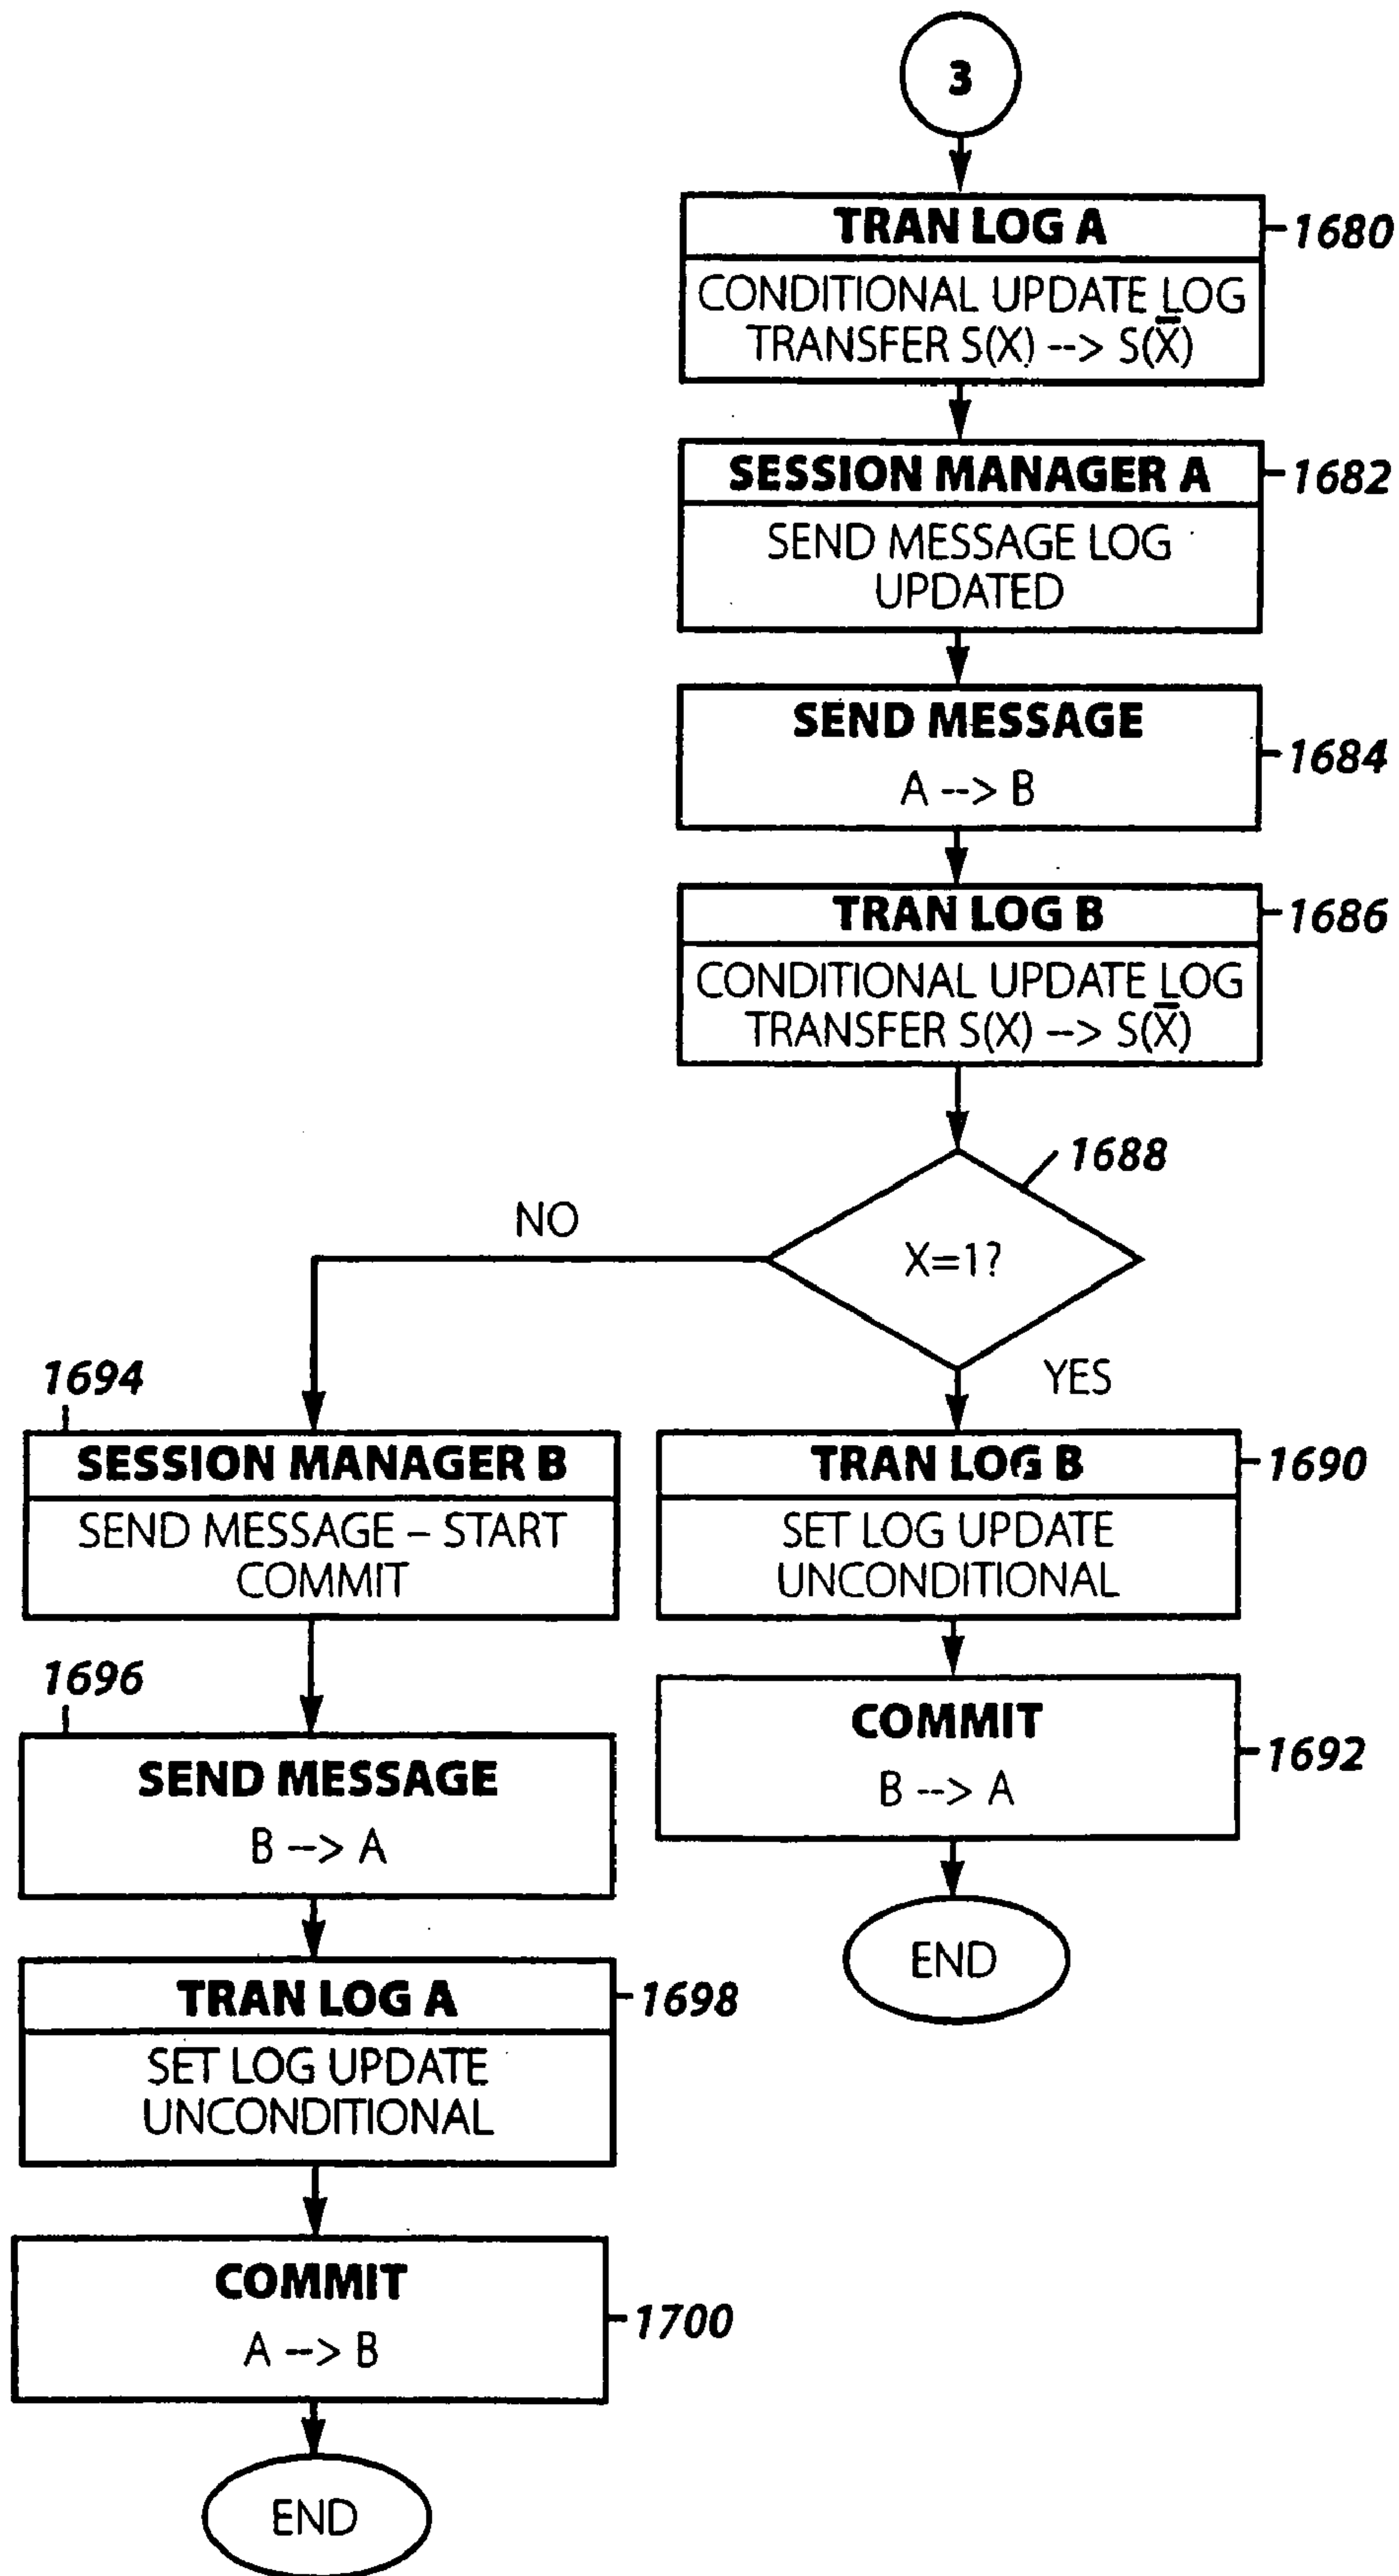 3
TRAN LOG A
1680
CONDITIONAL UPDATE LOG
TRANSFER S(X) --> S(X̅)
SESSION MANAGER A
1682
SEND MESSAGE LOG
UPDATED
SEND MESSAGE
1684
A --> B
TRAN LOG B
1686
CONDITIONAL UPDATE LOG
TRANSFER S(X) --> S(X̅)
1688
X=1?
NO
YES
1694
SESSION MANAGER B
SEND MESSAGE – START
COMMIT
TRAN LOG B
1690
SET LOG UPDATE
UNCONDITIONAL
1696
SEND MESSAGE
B --> A
COMMIT
1692
B --> A
END
TRAN LOG A
1698
SET LOG UPDATE
UNCONDITIONAL
COMMIT
1700
A --> B
END